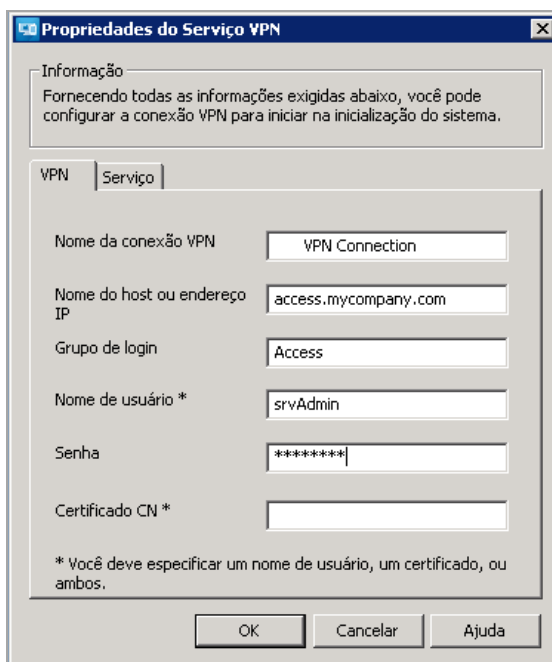 Propriedades do Serviço VPN
Informação
Fornecendo todas as informações exigidas abaixo, você pode
configurar a conexão VPN para iniciar na inicialização do sistema.
VPN
Serviço
Nome da conexão VPN
VPN Connection
Nome do host ou endereço
IP
access.mycompany.com
Grupo de login
Access
Nome de usuário *
srvAdmin
Senha
********
Certificado CN *
* Você deve especificar um nome de usuário, um certificado, ou
ambos.
OK
Cancelar
Ajuda